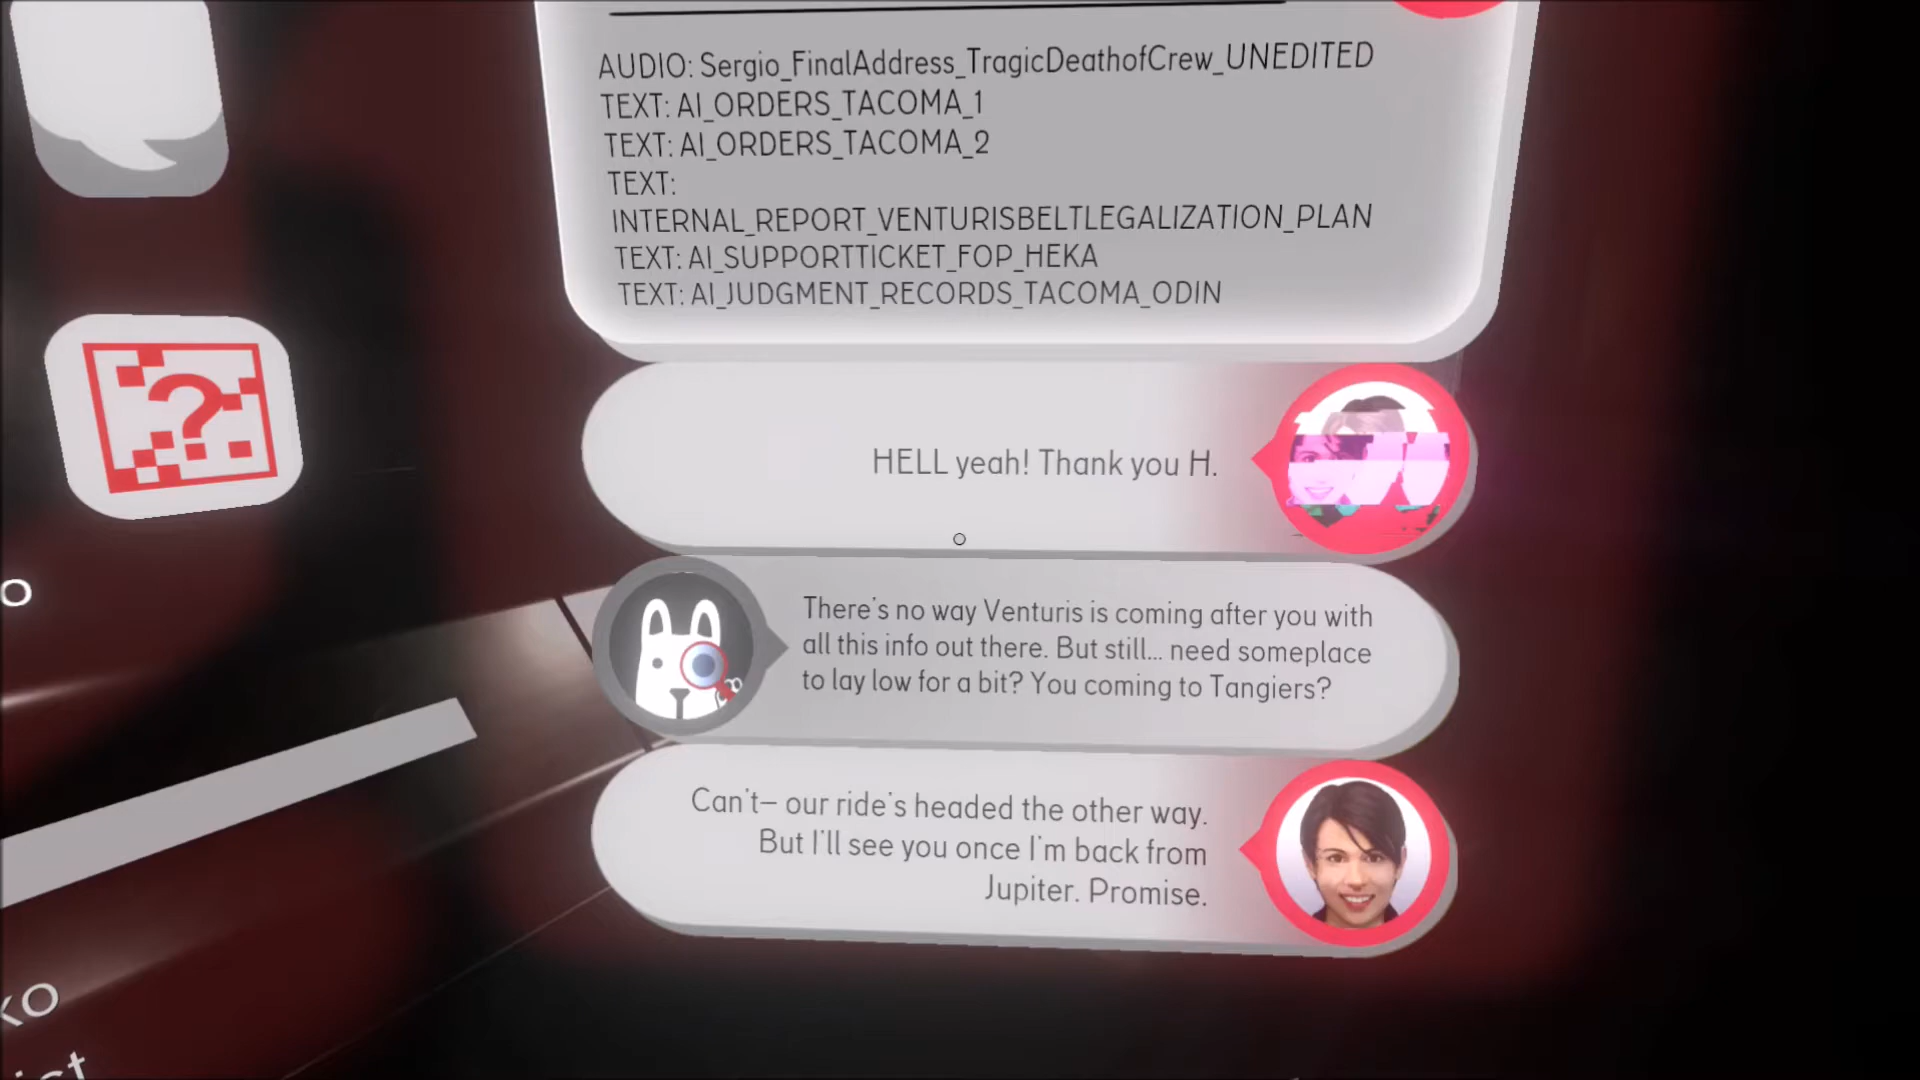 AUDIO: Sergio_FinalAddress_TragicDeathofCrew_UNEDITED
TEXT: AI_ORDERS_TACOMA_1
TEXT: AI_ORDERS_TACOMA_2
TEXT:
INTERNAL_REPORT_VENTURISBELTLEGALIZATION_PLAN
TEXT: AI_SUPPORTTICKET_FOP_HEKA
TEXT: AI_JUDGMENT_RECORDS_TACOMA_ODIN
?
HELL yeah! Thank you H.
There's no way Venturis is coming after you with
all this info out there. But still... need someplace
to lay low for a bit? You coming to Tangiers?
Can't– our ride's headed the other way.
But I'll see you once I'm back from
Jupiter. Promise.